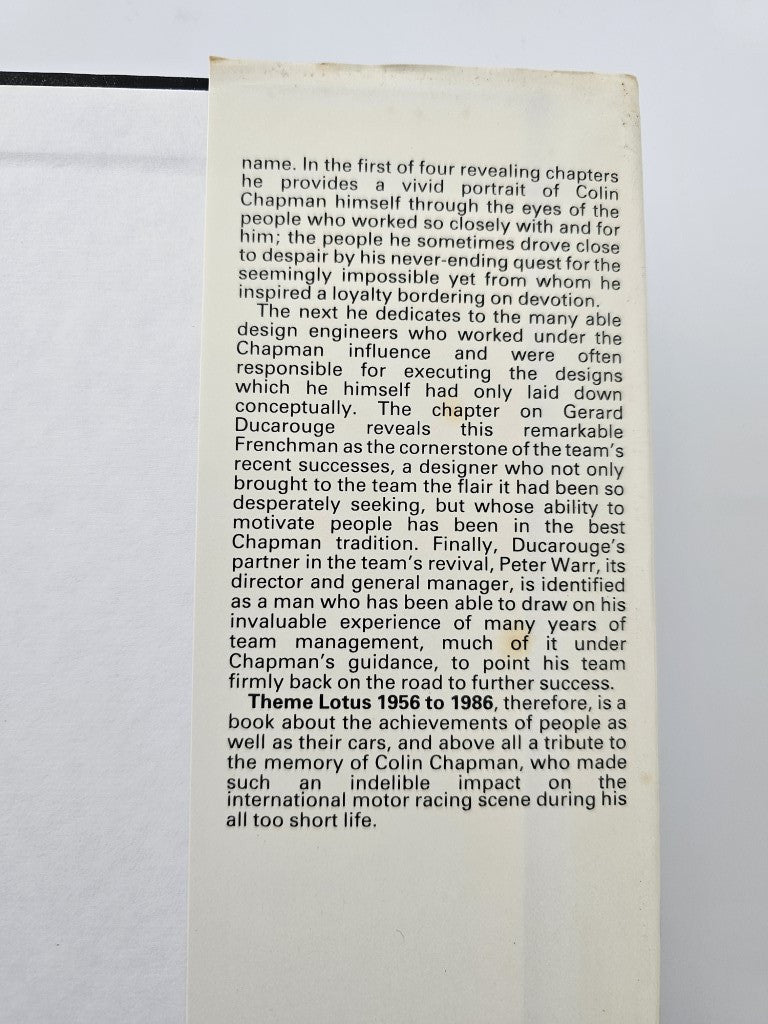 name. In the first of four revealing chapters
he provides a vivid portrait of Colin
Chapman himself through the eyes of the
people who worked so closely with and for
him; the people he sometimes drove close
to despair by his never-ending quest for the
seemingly impossible yet from whom he
inspired a loyalty bordering on devotion.
The next he dedicates to the many able
design engineers who worked under the
Chapman influence and were often
responsible for executing the designs
which he himself had only laid down
conceptually. The chapter on Gerard
Ducarouge reveals this remarkable
Frenchman as the cornerstone of the team's
recent successes, a designer who not only
brought to the team the flair it had been so
desperately seeking, but whose ability to
motivate people has been in the best
Chapman tradition. Finally, Ducarouge's
partner in the team's revival, Peter Warr, its
director and general manager, is identified
as a man who has been able to draw on his
invaluable experience of many years of
team management, much of it under
Chapman's guidance, to point his team
firmly back on the road to further success.
Theme Lotus 1956 to 1986, therefore, is a
book about the achievements of people as
well as their cars, and above all a tribute to
the memory of Colin Chapman, who made
such an indelible impact on the
international motor racing scene during his
all too short life.